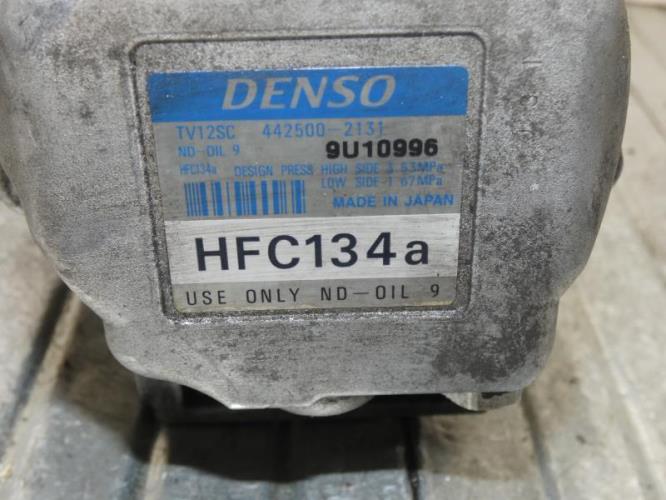 DENSO
TV12SC 442500-2131
ND-OIL 9 9U10996
HFC134a DESIGN PRESS HIGH SIDE 3.53MPa
LOW SIDE 1.67MPa
MADE IN JAPAN
HFC134a
USE ONLY ND-OIL 9